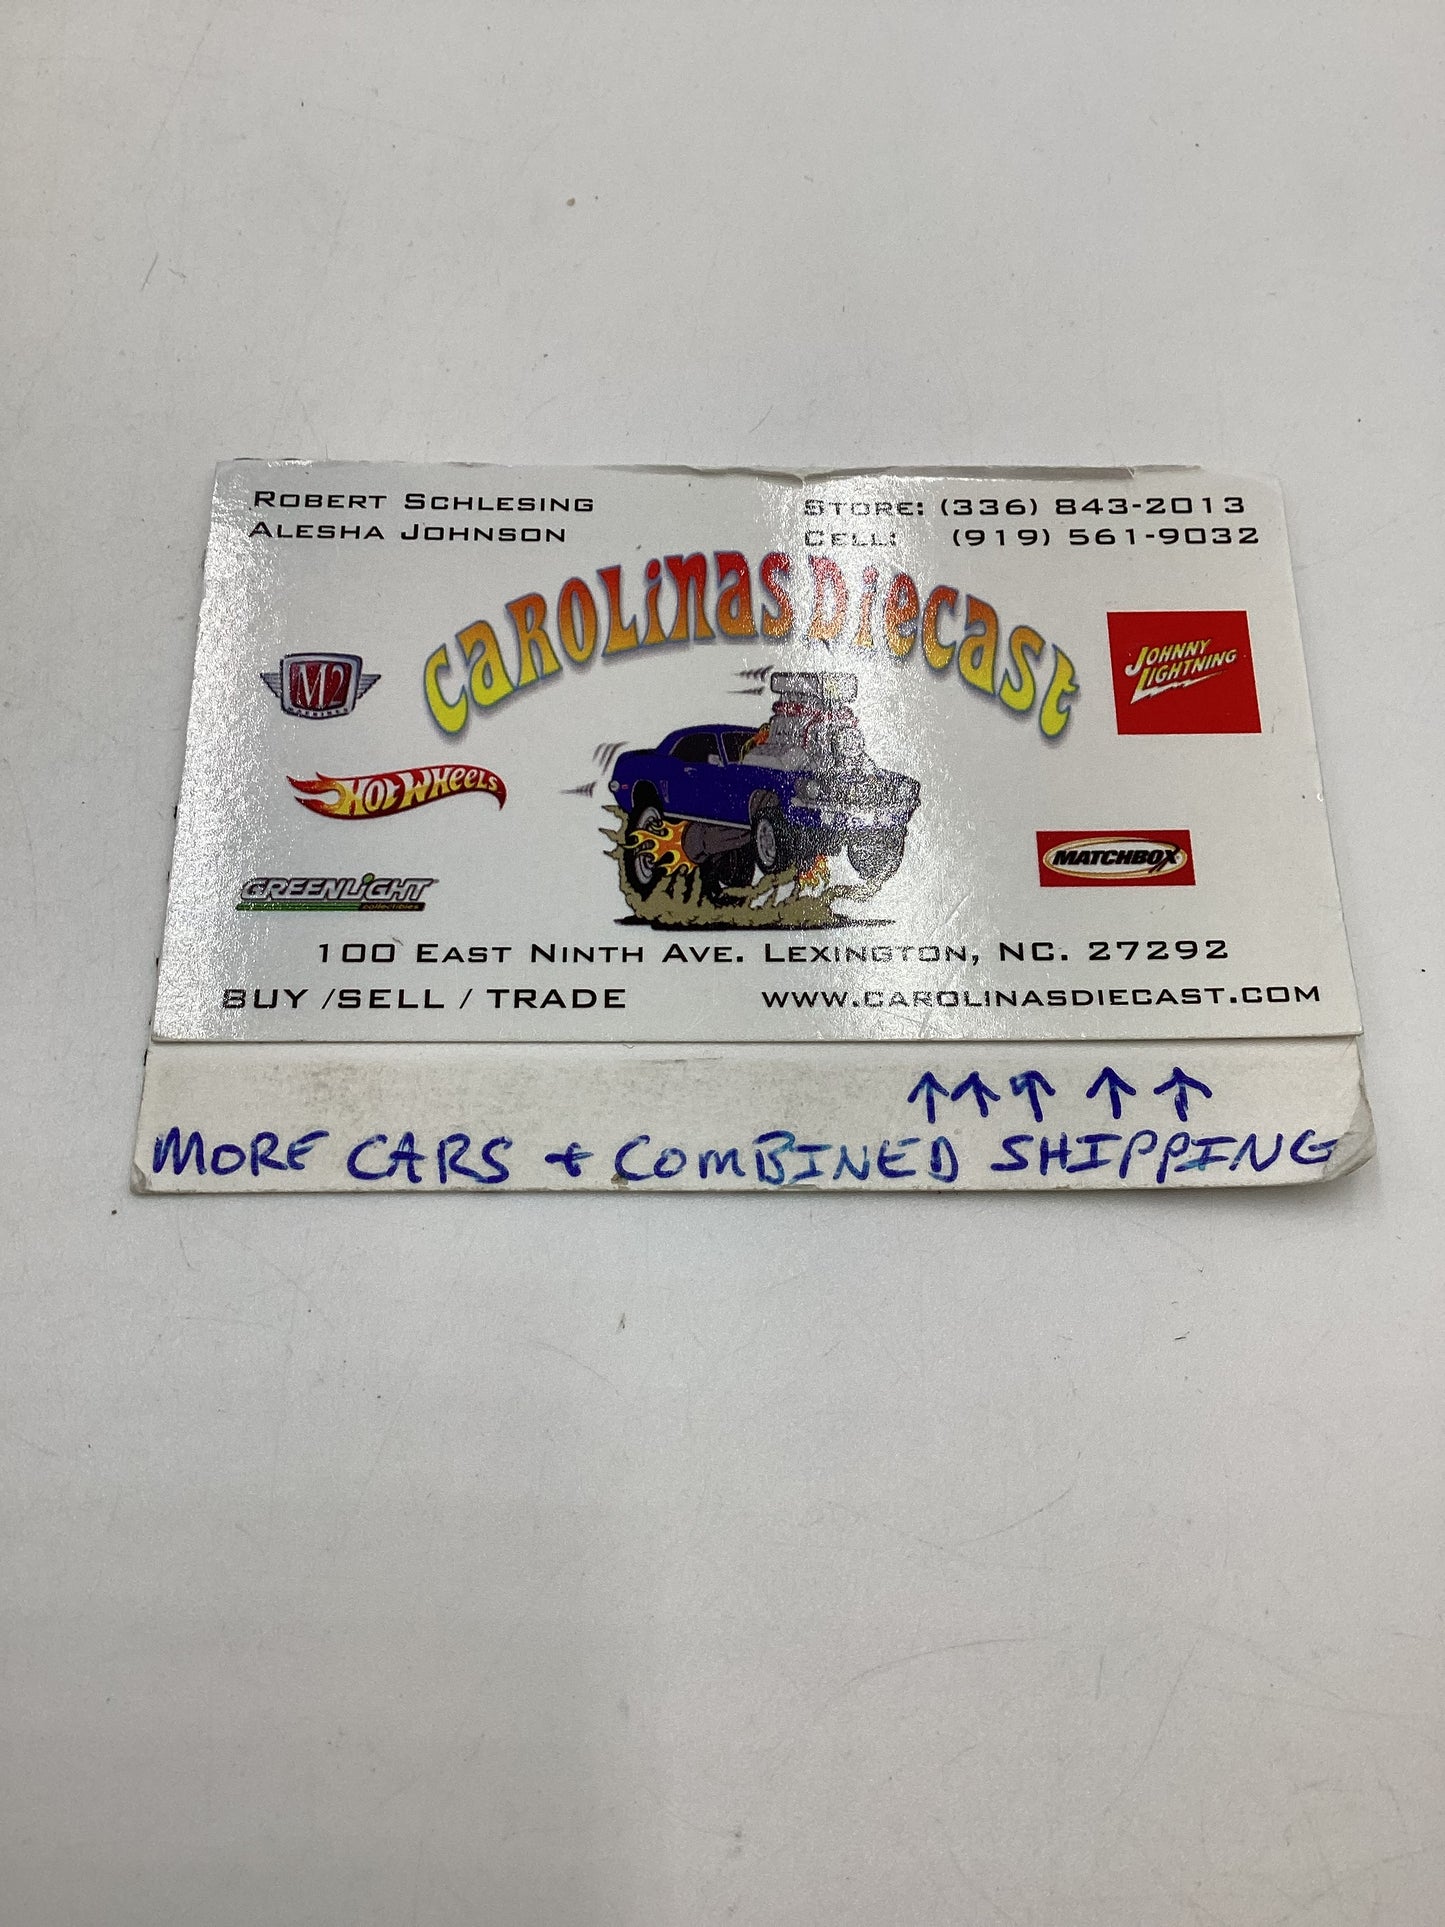 ROBERT SCHLESING
ALESHA JOHNSON
STORE: (336) 843-2013
CELL: (919) 561-9032
CAROLINAS DIECAST
M2
MACHINES
JOHNNY
LIGHTNING
HOT WHEELS
MATCHBOX
GREENLIGHT
collectibles
100 EAST NINTH AVE. LEXINGTON, NC. 27292
BUY /SELL / TRADE
WWW.CAROLINASDIECAST.COM
↑↑↑ ↑ ↑
MORE CARS + COMBINED SHIPPING